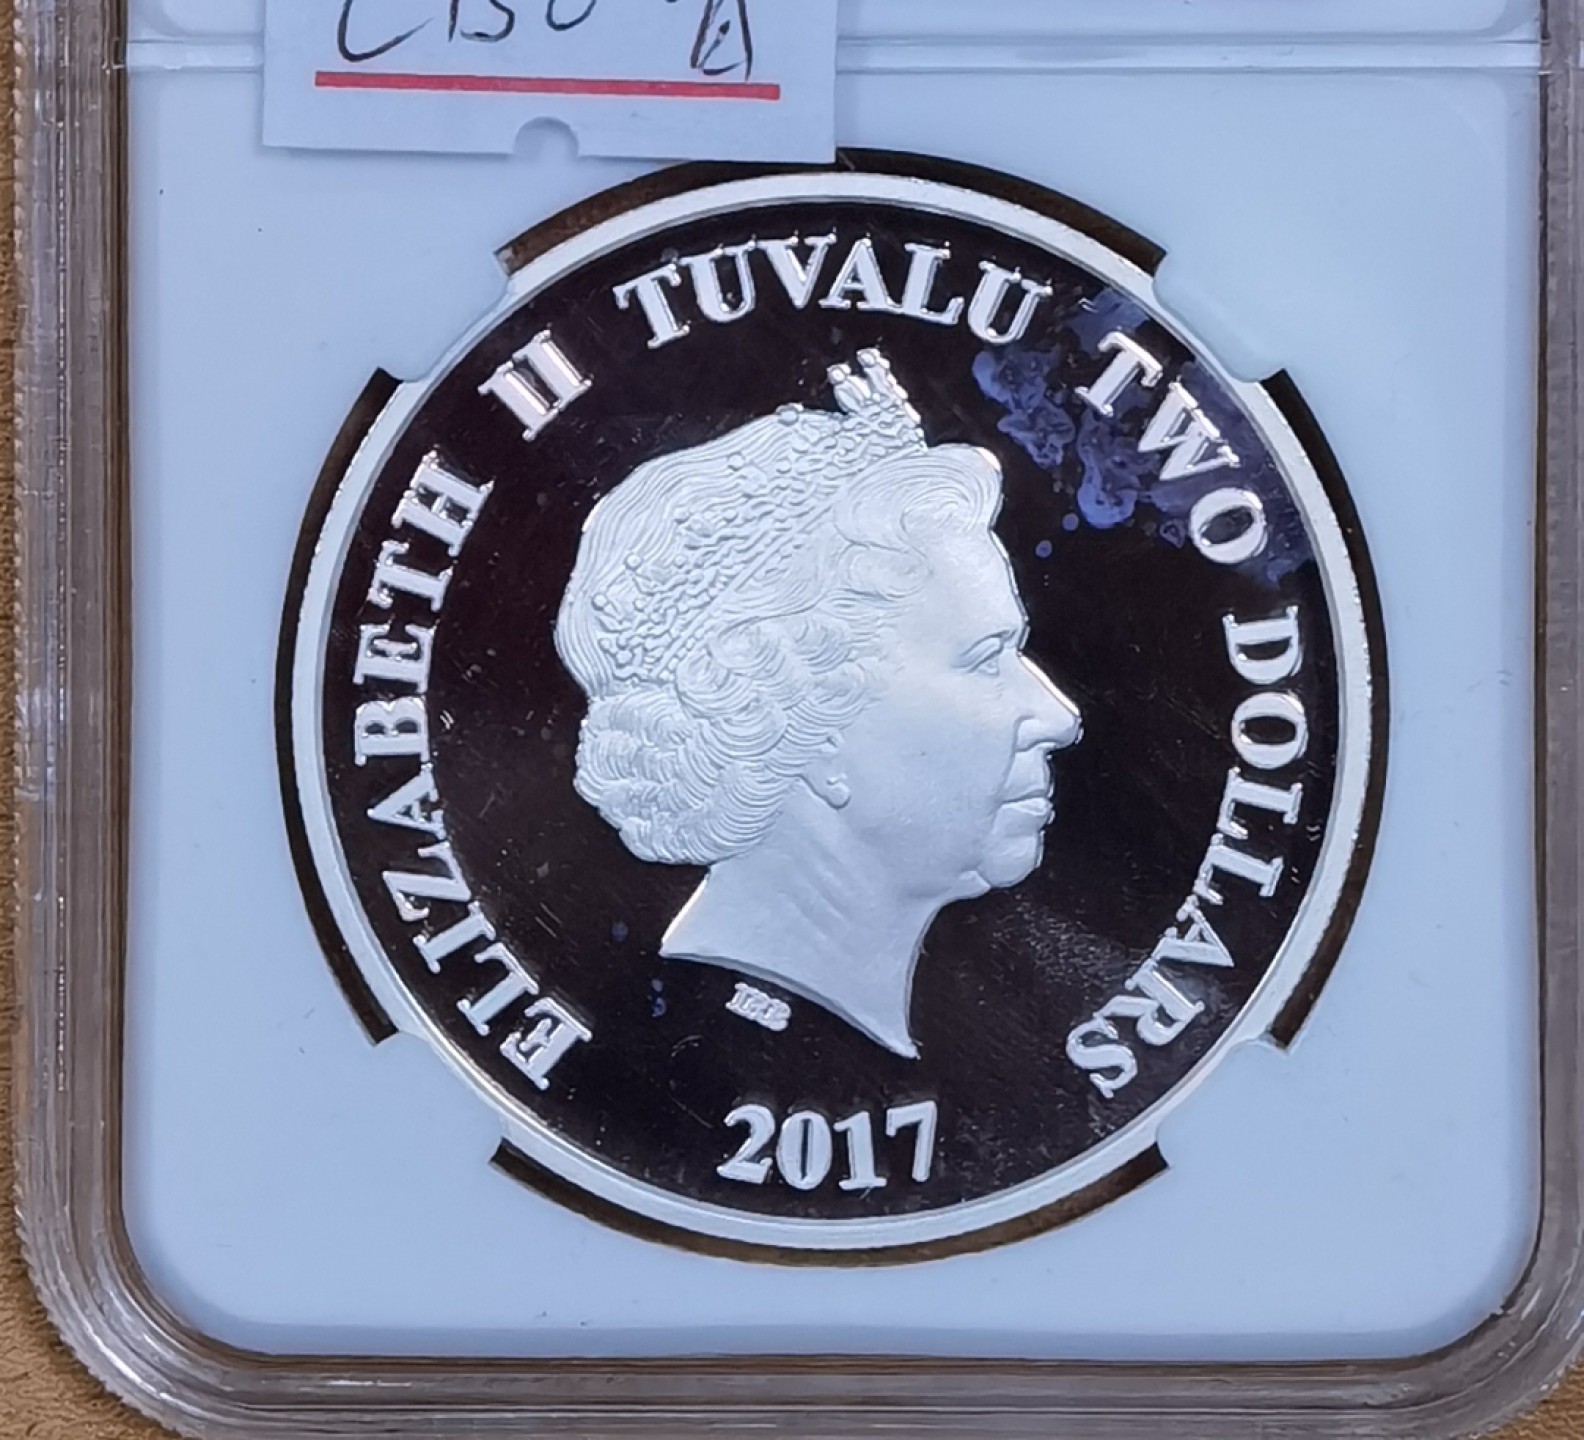 ELIZABETH II TUVALU TWO DOLLARS
IRB
2017